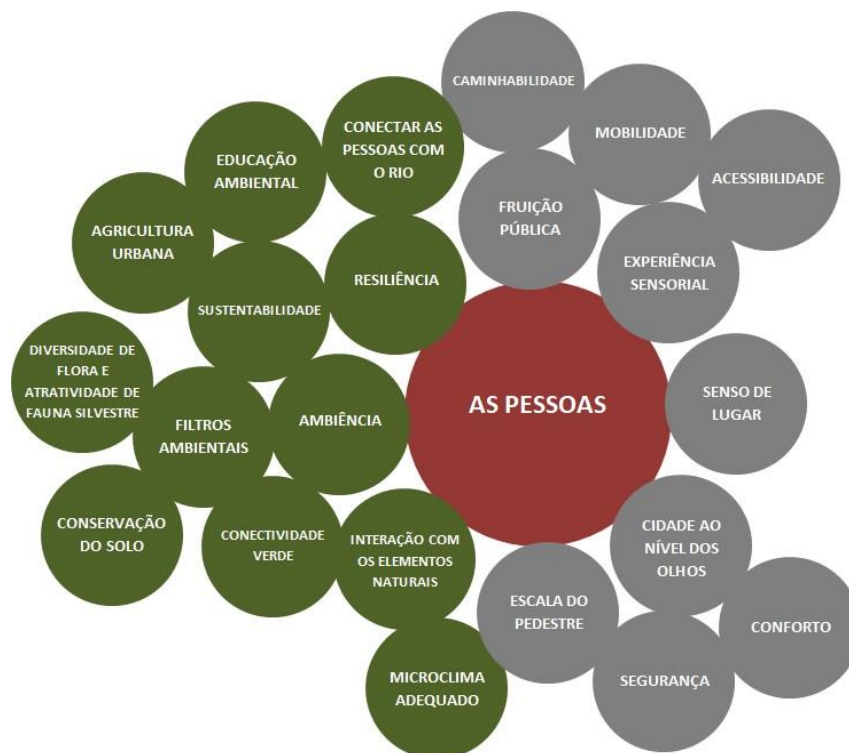 CAMINHABILIDADE
MOBILIDADE
ACESSIBILIDADE
CONECTAR AS
PESSOAS COM
O RIO
EDUCAÇÃO
AMBIENTAL
FRUIÇÃO
PÚBLICA
AGRICULTURA
URBANA
EXPERIÊNCIA
SENSORIAL
RESILIÊNCIA
SUSTENTABILIDADE
DIVERSIDADE DE
FLORA E
ATRATIVIDADE DE
FAUNA SILVESTRE
AS PESSOAS
SENSO DE
LUGAR
FILTROS
AMBIENTAIS
AMBIÊNCIA
CONSERVAÇÃO
DO SOLO
CONECTIVIDADE
VERDE
INTERAÇÃO COM
OS ELEMENTOS
NATURAIS
CIDADE AO
NÍVEL DOS
OLHOS
ESCALA DO
PEDESTRE
CONFORTO
MICROCLIMA
ADEQUADO
SEGURANÇA